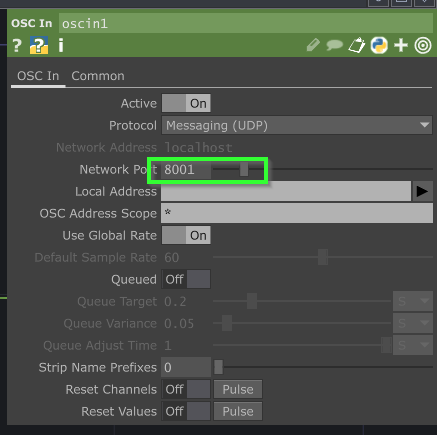 OSC In oscin1
? ? i
OSC In Common
Active On
Protocol Messaging (UDP)
Network Address localhost
Network Port 8001
Local Address
OSC Address Scope *
Use Global Rate On
Default Sample Rate 60
Queued Off
Queue Target 0.2 S
Queue Variance 0.05 S
Queue Adjust Time 1 S
Strip Name Prefixes 0
Reset Channels Off Pulse
Reset Values Off Pulse